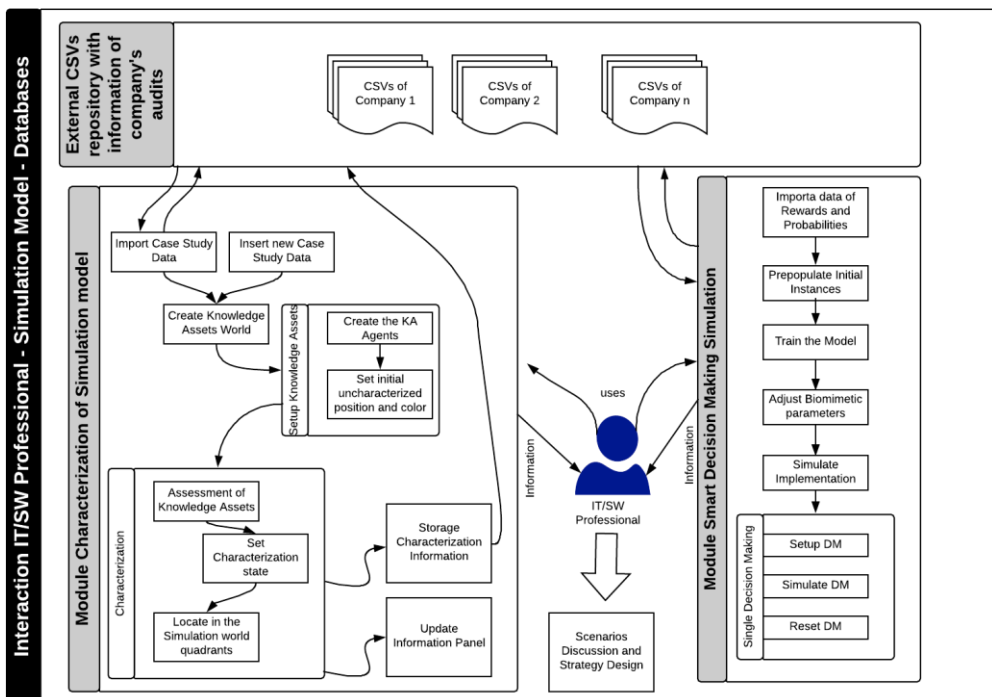 Interaction IT/SW Professional - Simulation Model - Databases
External CSVs
repository with
information of
company's
audits
CSVs of
Company 1
CSVs of
Company 2
CSVs of
Company n
Module Characterization of Simulation model
Import Case Study
Data
Insert new Case
Study Data
Create Knowledge
Assets World
Setup Knowledge Assets
Create the KA
Agents
Set initial
uncharacterized
position and color
Characterization
Assessment of
Knowledge Assets
Set
Characterization
state
Locate in the
Simulation world
quadrants
Storage
Characterization
Information
Update
Information Panel
uses
Information
Information
IT/SW
Professional
Scenarios
Discussion and
Strategy Design
Module Smart Decision Making Simulation
Importa data of
Rewards and
Probabilities
Prepopulate Initial
Instances
Train the Model
Adjust Biomimetic
parameters
Simulate
Implementation
Single Decision Making
Setup DM
Simulate DM
Reset DM